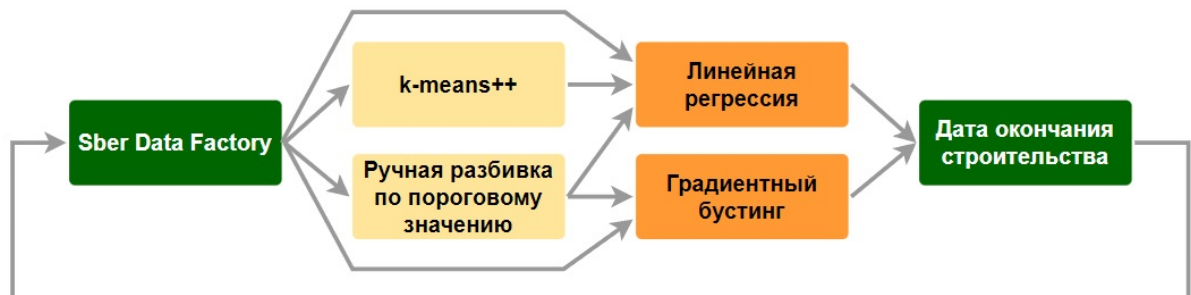 k-means++
Линейная
регрессия
Sber Data Factory
Дата окончания
строительства
Ручная разбивка
по пороговому
значению
Градиентный
бустинг